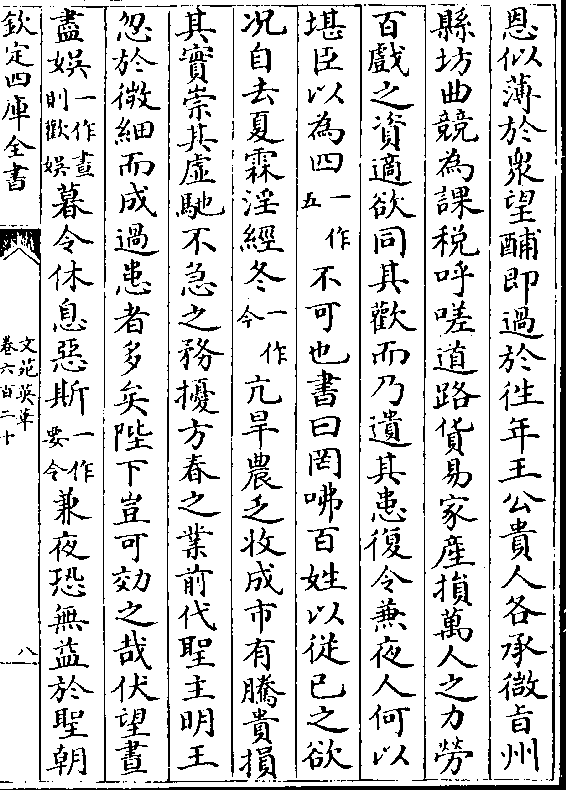 恩似薄於衆望酺即過於徃年王公貴人各承微旨州
縣坊曲競為課税呼嗟道路貨易家產損萬人之力勞
百戲之資適欲同其歡而乃遺其患復令兼夜人何以
堪臣以為四一作五不可也書曰罔咈百姓以從已之欲
况自去夏霖淫經冬一作今亢旱農乏收成市有騰貴損
其實崇其虛馳不急之務擾方春之業前代聖主明王
忽於微細而成過患者多矣陛下豈可効之哉伏望晝
盡娯一作晝則歡娯暮令休息惡斯一作要令兼夜恐無益於聖朝
欽定四庫全書
文苑英華
卷六百二十
八